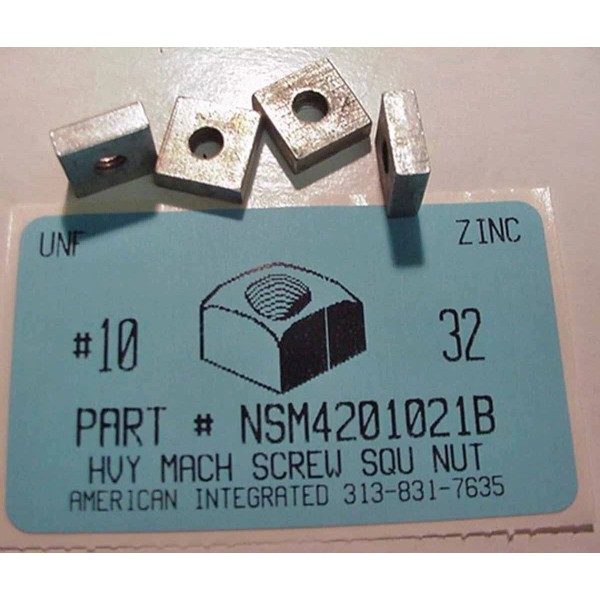 UNF ZINC
#10 32
PART # NSM4201021B
HVY MACH SCREW SQU NUT
AMERICAN INTEGRATED 313-831-7635